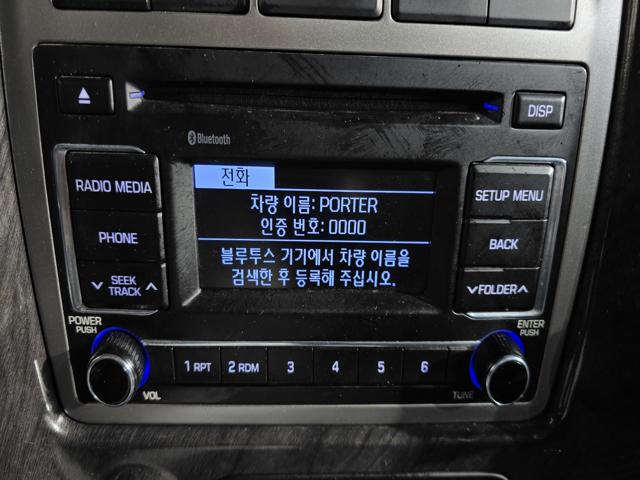 DISP
Bluetooth
전화
차량 이름: PORTER
인증 번호: 0000
블루투스 기기에서 차량 이름을
검색한 후 등록해 주십시오.
RADIO MEDIA
PHONE
SEEK
TRACK
SETUP MENU
BACK
FOLDER
POWER
PUSH
VOL
1 RPT
2 RDM
3
4
5
6
ENTER
PUSH
TUNE